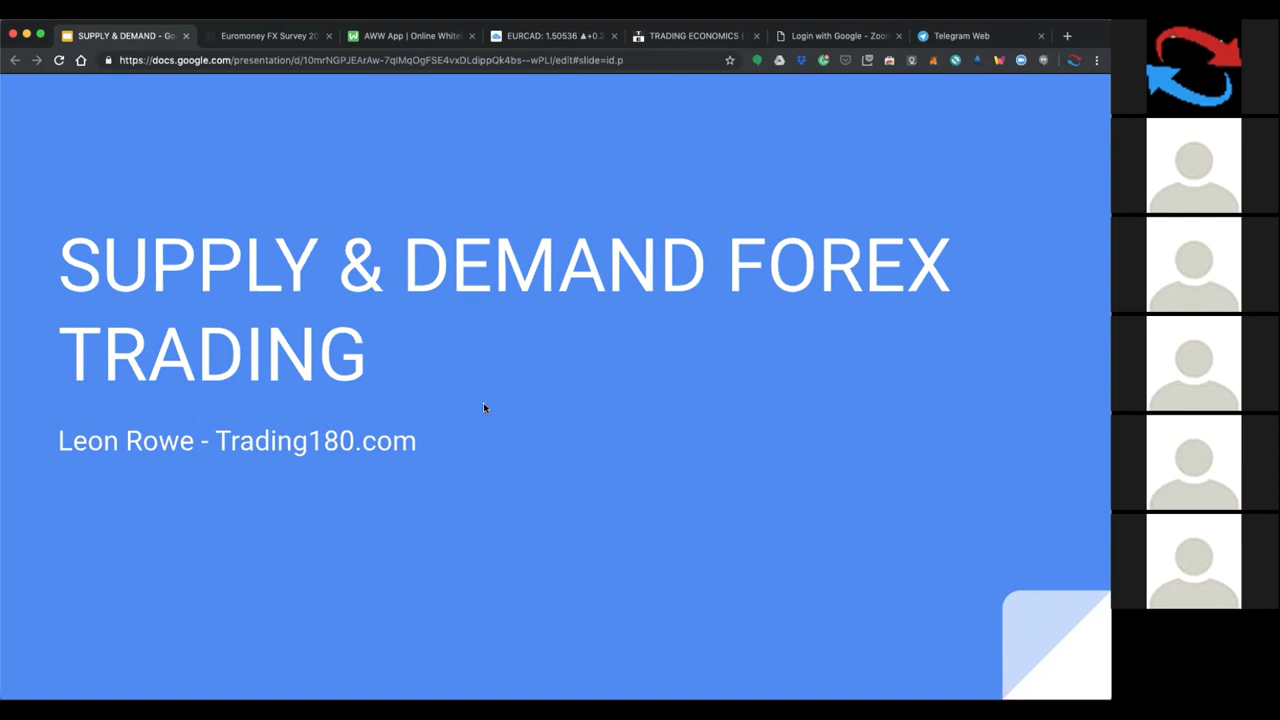 SUPPLY & DEMAND - Go
Euromoney FX Survey 20
AWW App | Online White
EURCAD: 1.50536 ▲+0.2
TRADING ECONOMICS |
Login with Google - Zoo
Telegram Web
https://docs.google.com/presentation/d/10mrNGPJEArAw-7qlMqOgFSE4vxDLdippQk4bs--wPLI/edit#slide=id.p
SUPPLY & DEMAND FOREX
TRADING
Leon Rowe - Trading180.com